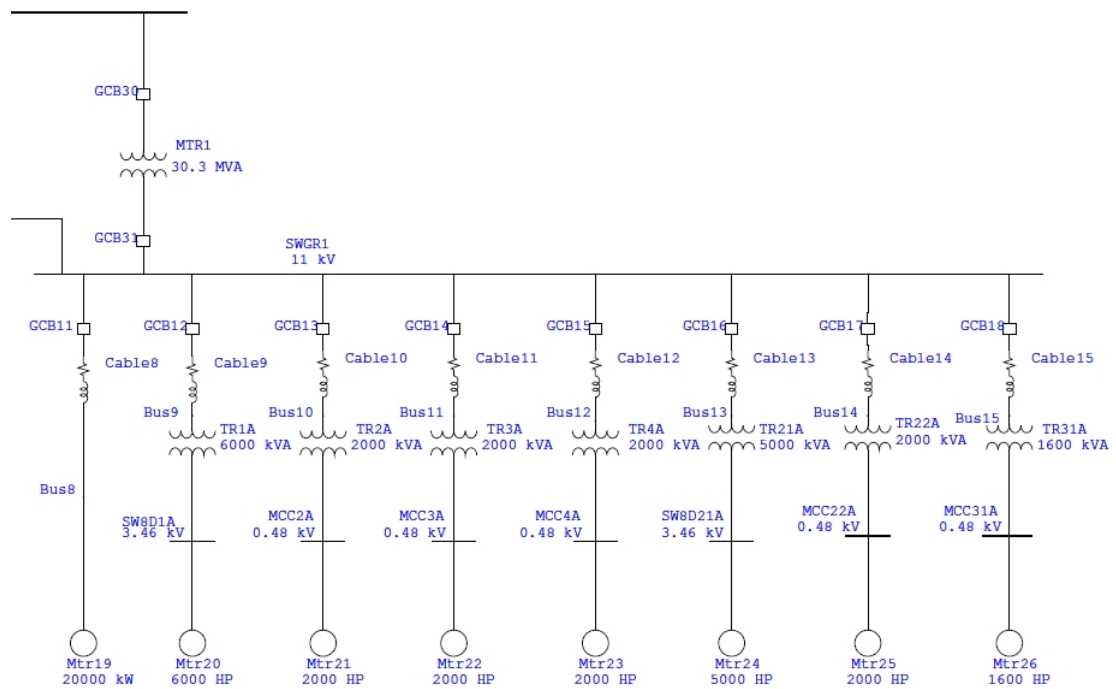 GCB30
MTR1
30.3 MVA
GCB31
SWGR1
11 kV
GCB11 GCB12 GCB13 GCB14 GCB15 GCB16 GCB17 GCB18
Cable8 Cable9 Cable10 Cable11 Cable12 Cable13 Cable14 Cable15
Bus9 Bus10 Bus11 Bus12 Bus13 Bus14 Bus15
TR1A TR2A TR3A TR4A TR21A TR22A TR31A
6000 kVA 2000 kVA 2000 kVA 2000 kVA 5000 kVA 2000 kVA 1600 kVA
Bus8
SW8D1A MCC2A MCC3A MCC4A SW8D21A MCC22A MCC31A
3.46 kV 0.48 kV 0.48 kV 0.48 kV 3.46 kV 0.48 kV 0.48 kV
Mtr19 Mtr20 Mtr21 Mtr22 Mtr23 Mtr24 Mtr25 Mtr26
20000 kW 6000 HP 2000 HP 2000 HP 2000 HP 5000 HP 2000 HP 1600 HP